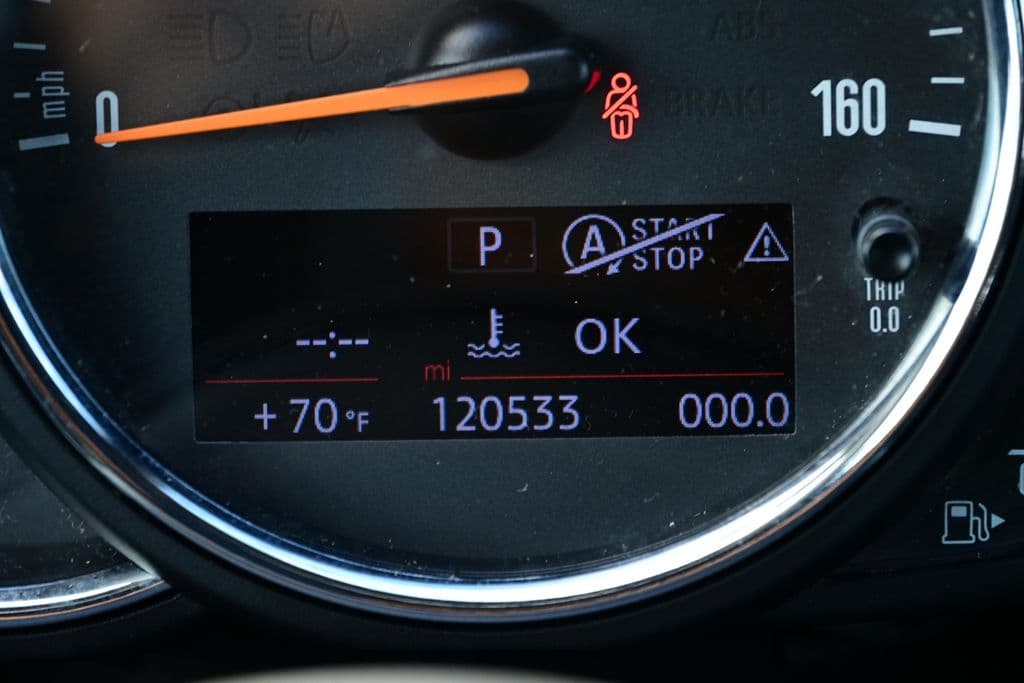 ABS
mph
0
BRAKE
160
P
A START STOP
TRIP
0.0
--:-- OK
mi
+70°F 120533 000.0